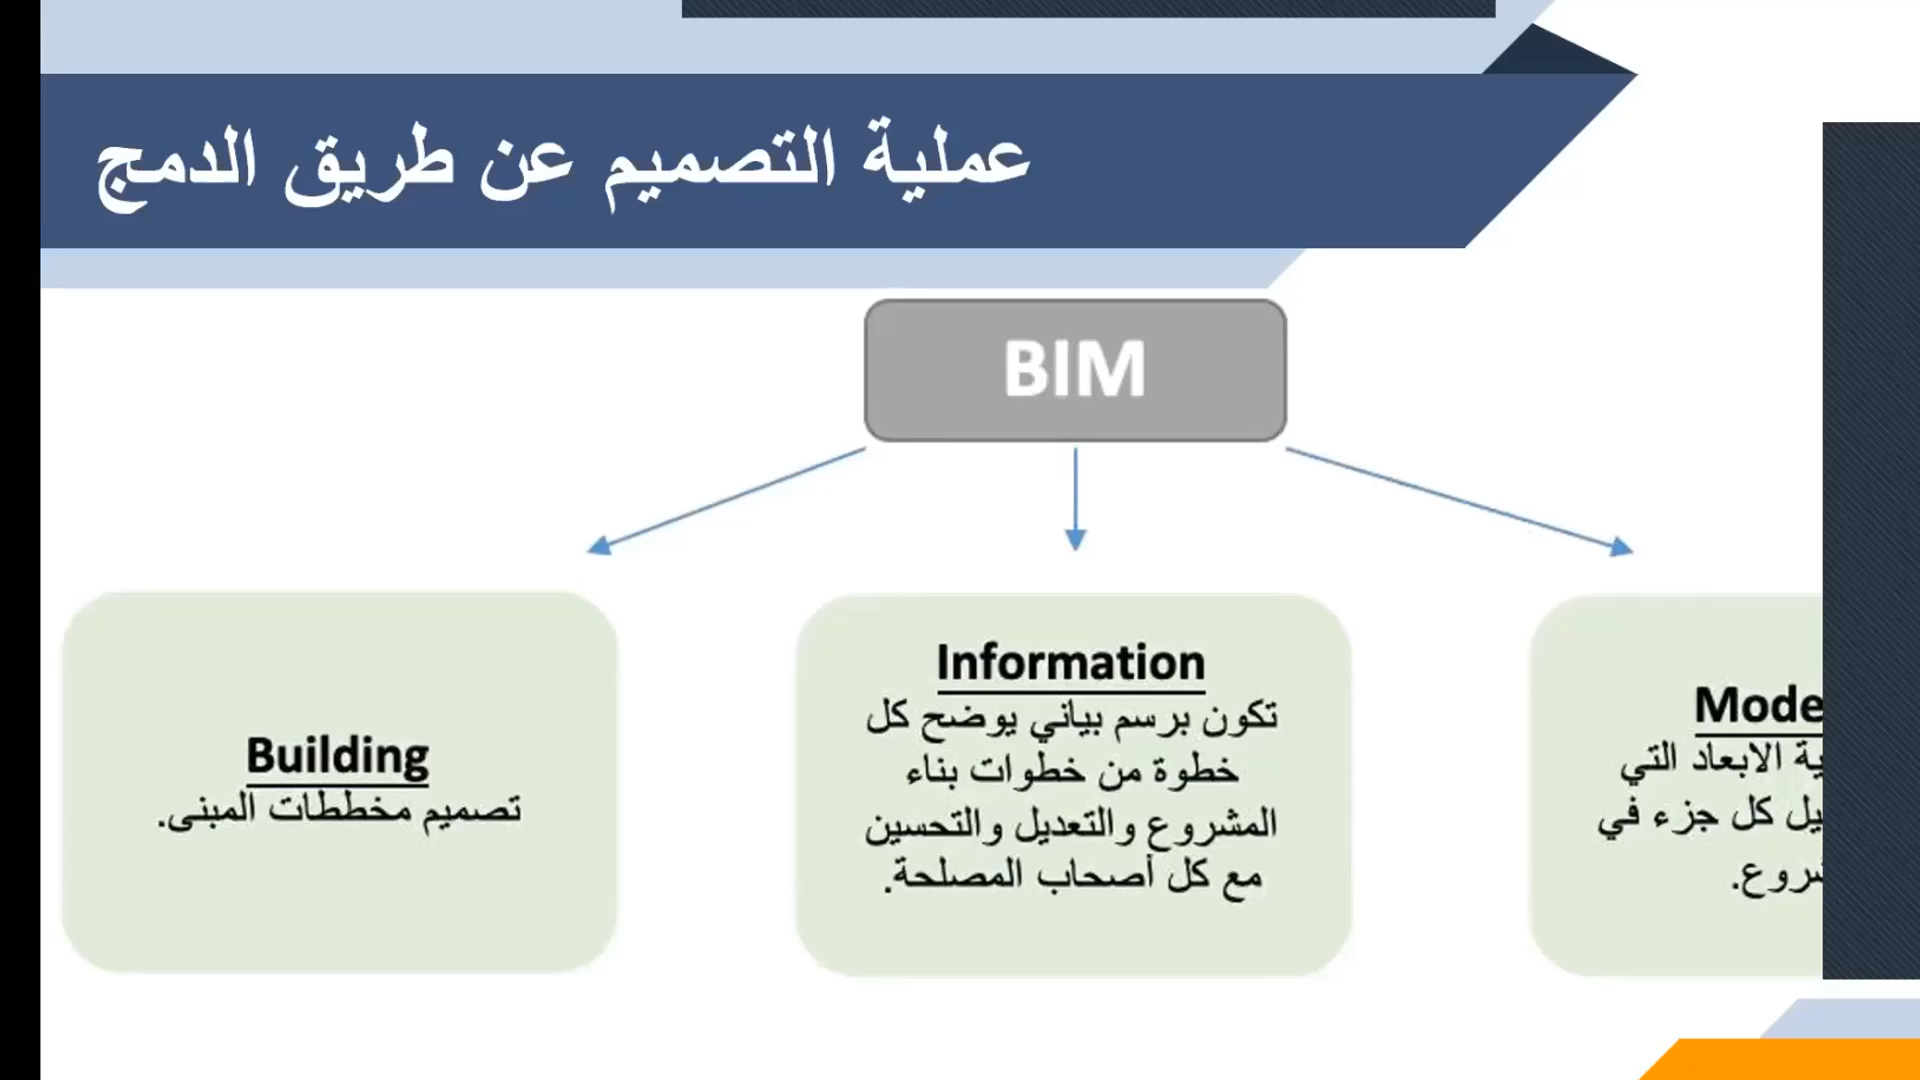 عملية التصميم عن طريق الدمج
BIM
Building
تصميم مخططات المبنى.
Information
تكون برسم بياني يوضح كل
خطوة من خطوات بناء
المشروع والتعديل والتحسين
مع كل أصحاب المصلحة.
الابعاد التي
كل جزء في